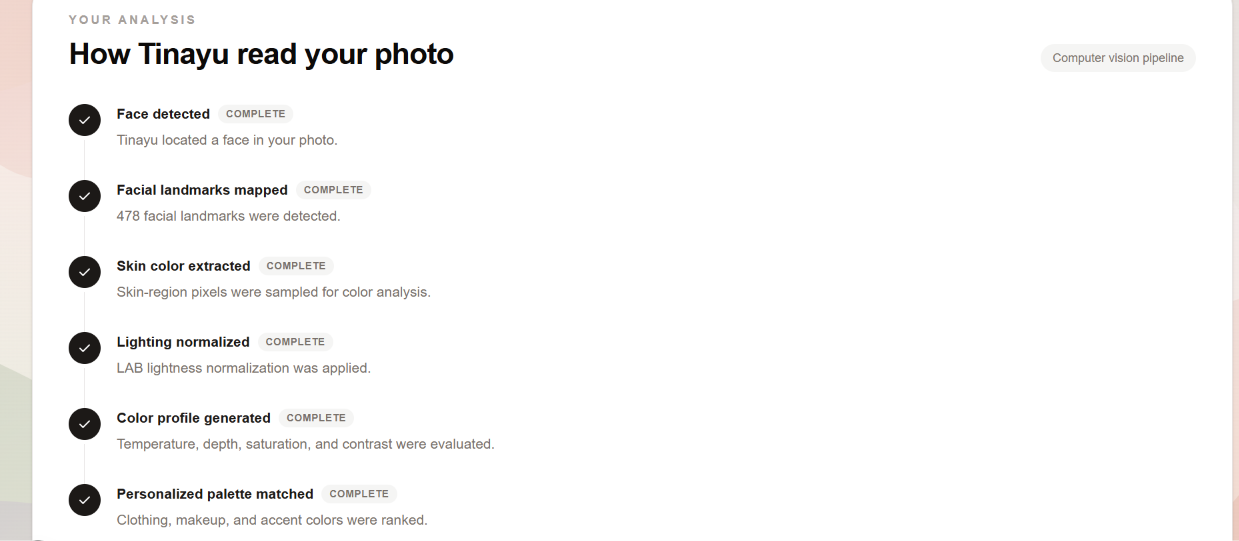 YOUR ANALYSIS
How Tinayu read your photo
Computer vision pipeline
Face detected COMPLETE
Tinayu located a face in your photo.
Facial landmarks mapped COMPLETE
478 facial landmarks were detected.
Skin color extracted COMPLETE
Skin-region pixels were sampled for color analysis.
Lighting normalized COMPLETE
LAB lightness normalization was applied.
Color profile generated COMPLETE
Temperature, depth, saturation, and contrast were evaluated.
Personalized palette matched COMPLETE
Clothing, makeup, and accent colors were ranked.